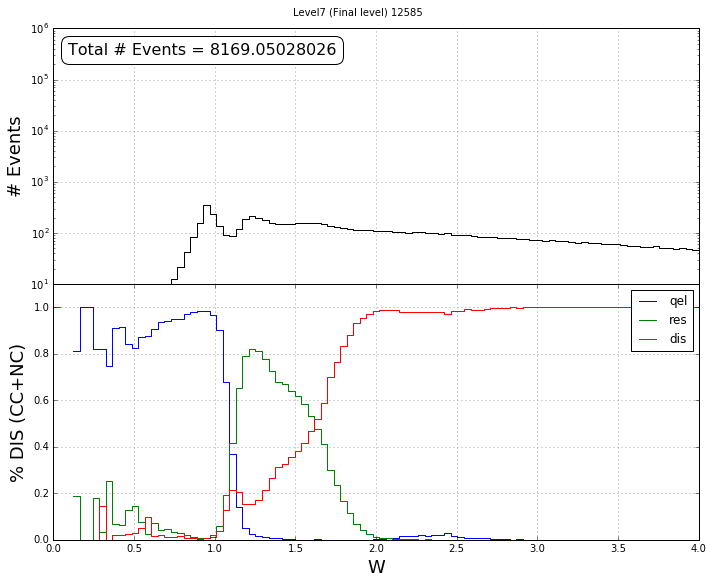 Level7 (Final level) 12585
Total # Events = 8169.05028026
# Events
10^6
10^5
10^4
10^3
10^2
10^1
% DIS (CC+NC)
1.0
0.8
0.6
0.4
0.2
0.0
qel
res
dis
0.0 0.5 1.0 1.5 2.0 2.5 3.0 3.5 4.0
W